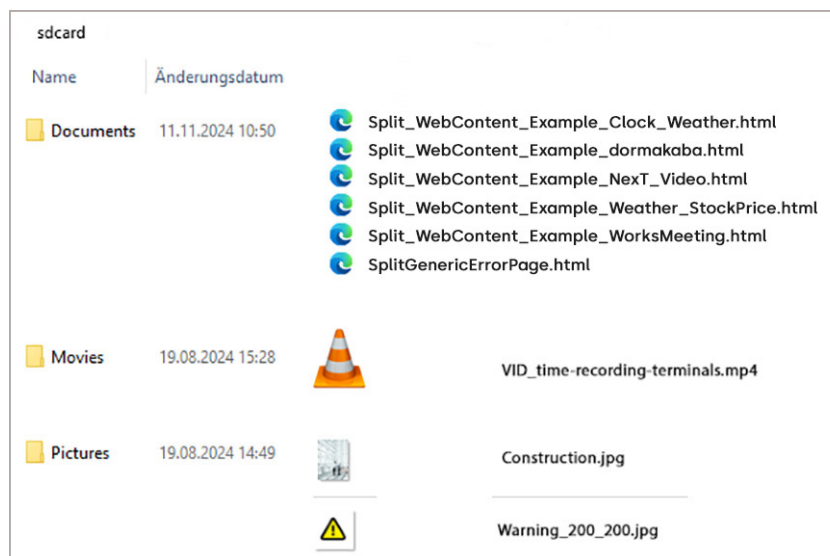 sdcard
Name Änderungsdatum
Documents 11.11.2024 10:50 Split_WebContent_Example_Clock_Weather.html
Split_WebContent_Example_dormakaba.html
Split_WebContent_Example_NexT_Video.html
Split_WebContent_Example_Weather_StockPrice.html
Split_WebContent_Example_WorksMeeting.html
SplitGenericErrorPage.html
Movies 19.08.2024 15:28 VID_time-recording-terminals.mp4
Pictures 19.08.2024 14:49 Construction.jpg
Warning_200_200.jpg